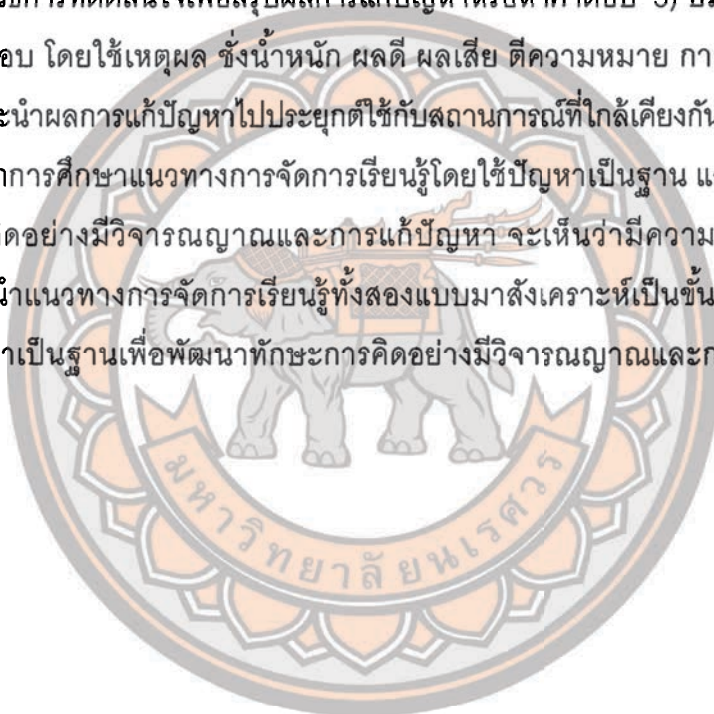 โดยใช้เหตุผล ชั่งน้ำหนัก ผลดี ผลเสีย ตีความหมาย
นำผลการแก้ปัญหาไปประยุกต์ใช้กับสถานการณ์ที่ใกล้เคียงกัน
การศึกษาแนวทางการจัดการเรียนรู้โดยใช้ปัญหาเป็นฐาน
คิดอย่างมีวิจารณญาณและการแก้ปัญหา จะเห็นว่ามีความ
นำแนวทางการจัดการเรียนรู้ทั้งสองแบบมาสังเคราะห์เป็นขั้น
เป็นฐานเพื่อพัฒนาทักษะการคิดอย่างมีวิจารณญาณและ
มหาวิทยาลัยนเรศวร